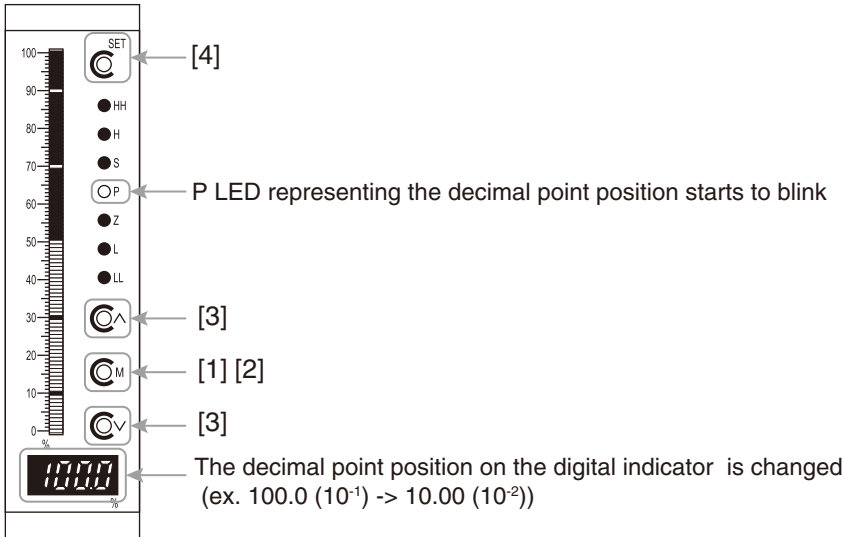 SET
[4]
100
90
HH
80
H
S
70
P
P LED representing the decimal point position starts to blink
60
Z
50
L
40
LL
30
[3]
20
M
[1] [2]
10
[3]
0
%
100.0
%
The decimal point position on the digital indicator is changed
(ex. 100.0 (10-1) -> 10.00 (10-2))